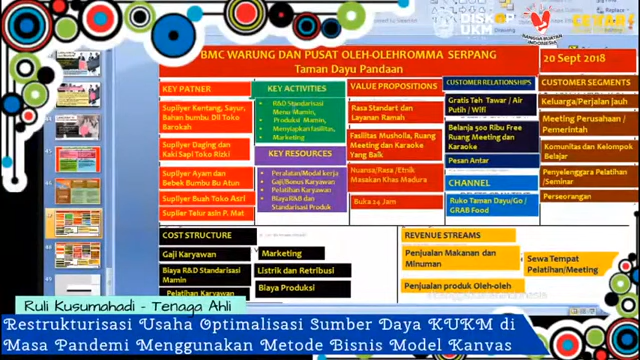 DISKOP UKM
BANGGA BUATAN INDONESIA
BMC WARUNG DAN PUSAT OLEH-OLEHROMMA SERPANG
Taman Dayu Pandaan
20 Sept 2018
KEY PATNER
Supliyer Kentang, Sayur, Bahan bumbu Dll Toko Barokah
Supliyer Daging dan Kaki Sapi Toko Rizki
Supliyer Ayam dan Bebek Bumbu Bu Atun
Supliyer Buah Toko Asri
Suplier Telur asin P. Mat
KEY ACTIVITIES
R&D Standarisasi Menu Mamin,
Produksi Mamin,
Menyiapkan fasilitas,
Marketing
KEY RESOURCES
Peralatan/Modal kerja
Gaji/Bonus Karyawan
Pelatihan Karyawan
Biaya R&D dan Standarisasi Produk
VALUE PROPOSITIONS
Rasa Standart dan Layanan Ramah
Fasilitas Musholla, Ruang Meeting dan Karaoke Yang Baik
Nuansa/Rasa /Etnik Masakan Khas Madura
Buka 24 Jam
CUSTOMER RELATIONSHIPS
Gratis Teh Tawar / Air Putih / Wifi
Belanja 500 Ribu Free Ruang Meeting dan Karaoke
Pesan Antar
CHANNEL
Ruko Taman Dayu/Go / GRAB Food
CUSTOMER SEGMENTS
Keluarga/Perjalan jauh
Meeting Perusahaan / Pemerintah
Komunitas dan Kelompok Belajar
Penyelenggara Pelatihan /Seminar
Perseorangan
COST STRUCTURE
Gaji Karyawan
Biaya R&D Standarisasi Mamin
Pelatihan Karyawan
Marketing
Listrik dan Retribusi
Biaya Produksi
REVENUE STREAMS
Penjualan Makanan dan Minuman
Penjualan produk Oleh-oleh
Sewa Tempat Pelatihan/Meeting
Ruli Kusumahadi - Tenaga Ahli
Restrukturisasi Usaha Optimalisasi Sumber Daya KUKM di
Masa Pandemi Menggunakan Metode Bisnis Model Kanvas